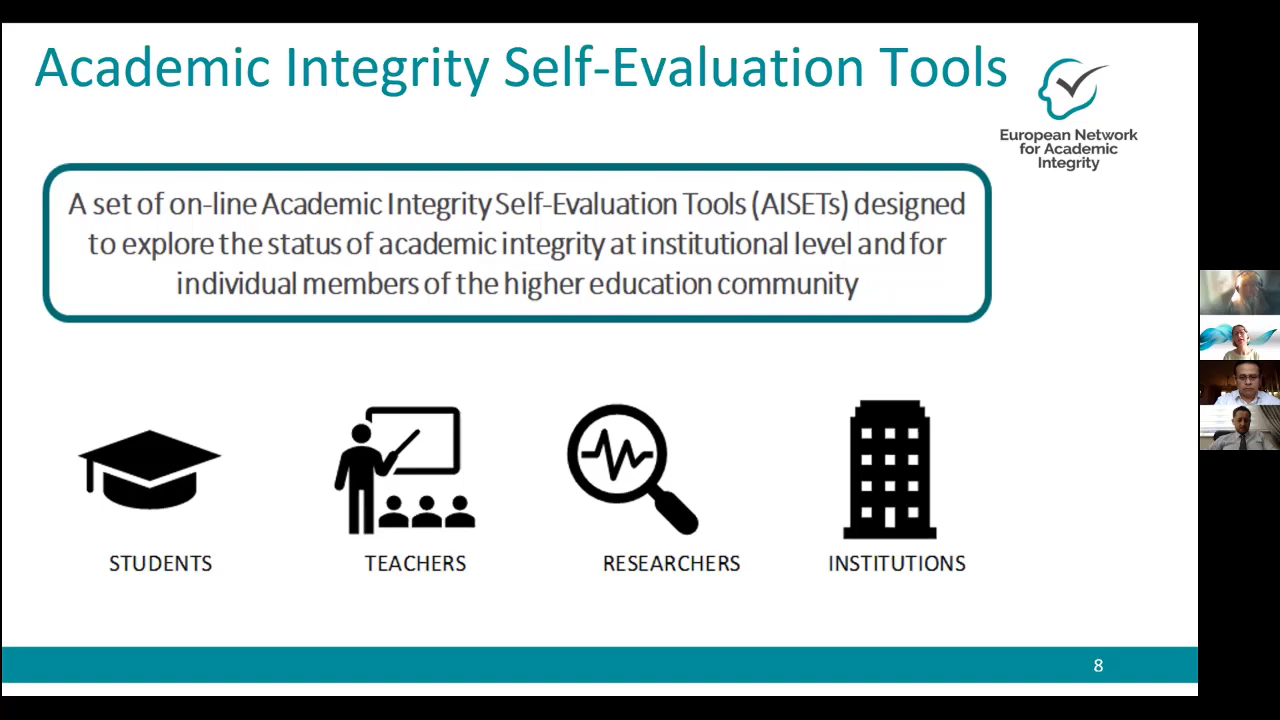 Academic Integrity Self-Evaluation Tools
European Network
for Academic
Integrity
A set of on-line Academic Integrity Self-Evaluation Tools (AISETs) designed
to explore the status of academic integrity at institutional level and for
individual members of the higher education community
STUDENTS
TEACHERS
RESEARCHERS
INSTITUTIONS
8